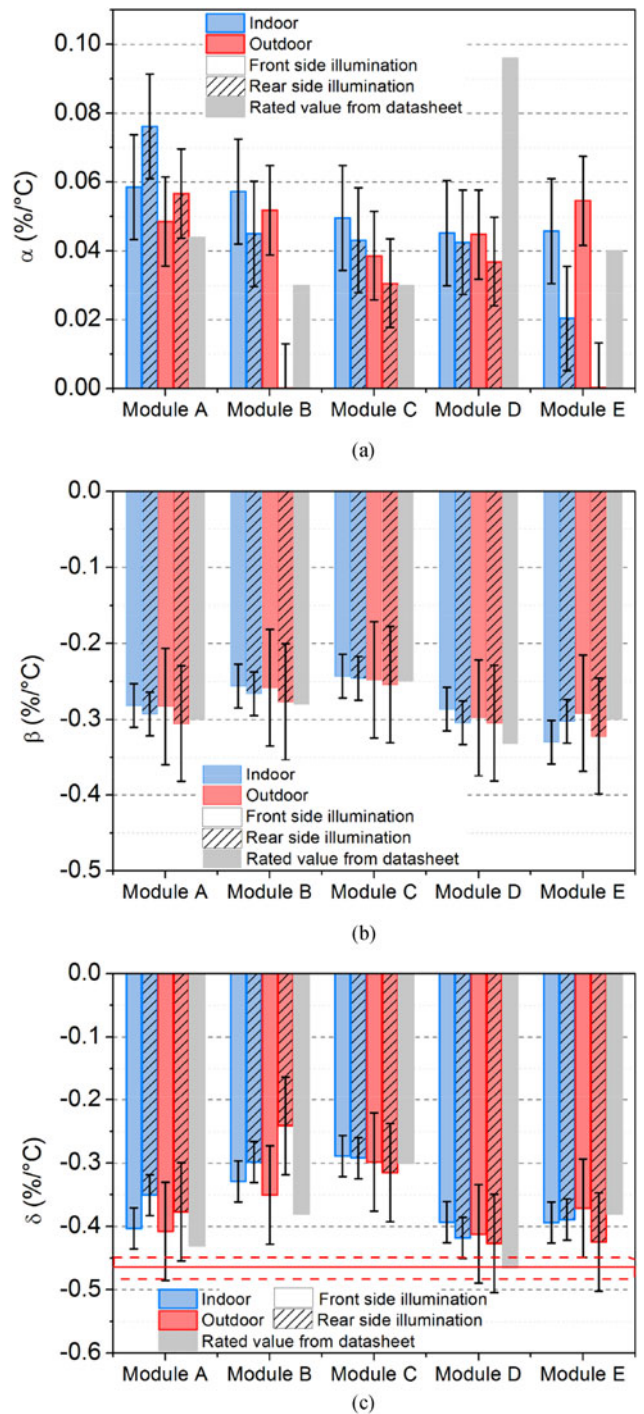 Indoor
Outdoor
Front side illumination
Rear side illumination
Rated value from datasheet
α (%/°C)
0.10
0.08
0.06
0.04
0.02
0.00
Module A Module B Module C Module D Module E
(a)
0.0
-0.1
-0.2
-0.3
-0.4
-0.5
β (%/°C)
Indoor
Outdoor
Front side illumination
Rear side illumination
Rated value from datasheet
Module A Module B Module C Module D Module E
(b)
0.0
-0.1
-0.2
-0.3
-0.4
-0.5
-0.6
δ (%/°C)
Indoor Front side illumination
Outdoor Rear side illumination
Rated value from datasheet
Module A Module B Module C Module D Module E
(c)